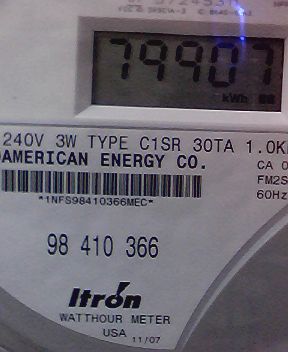 79907
kWh
240V 3W TYPE C1SR 30TA 1.0K
AMERICAN ENERGY CO.
CA 0
FM2S
60Hz
*1NFS98410366MEC*
98 410 366
Itron
WATTHOUR METER
USA 11/07